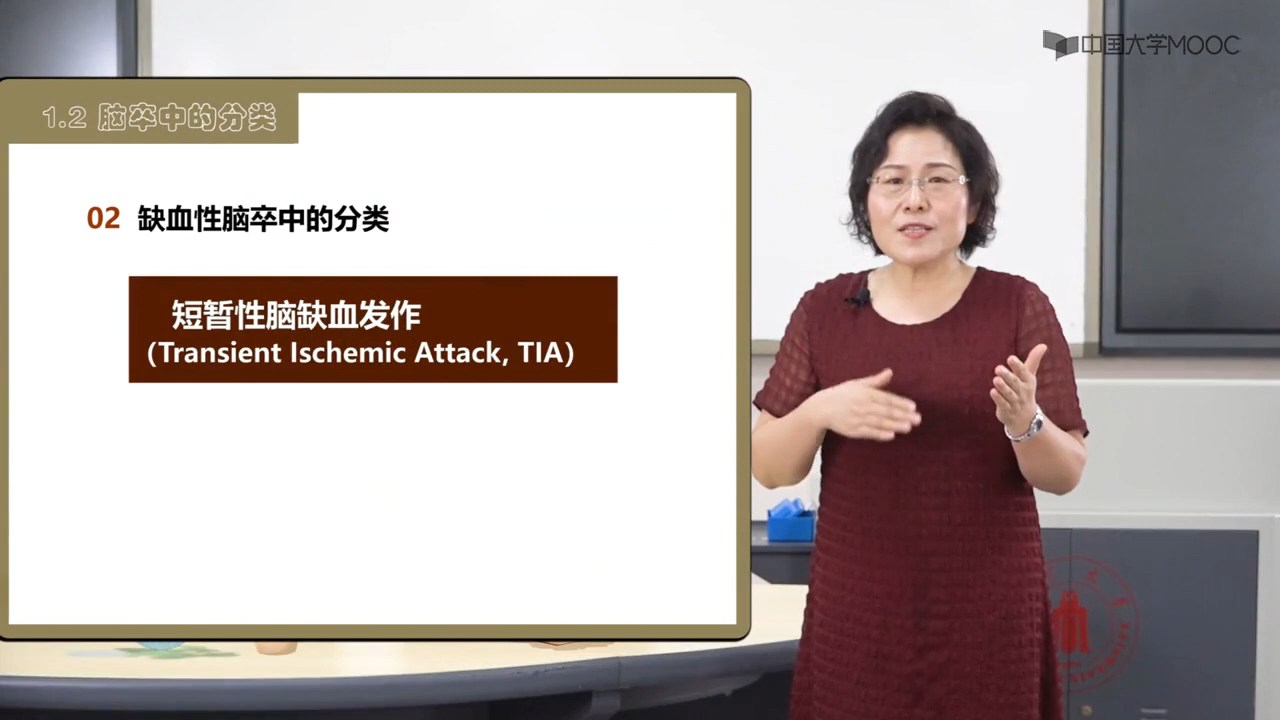 中国大学MOOC
1.2 脑卒中的分类
02 缺血性脑卒中的分类
短暂性脑缺血发作
(Transient Ischemic Attack, TIA)